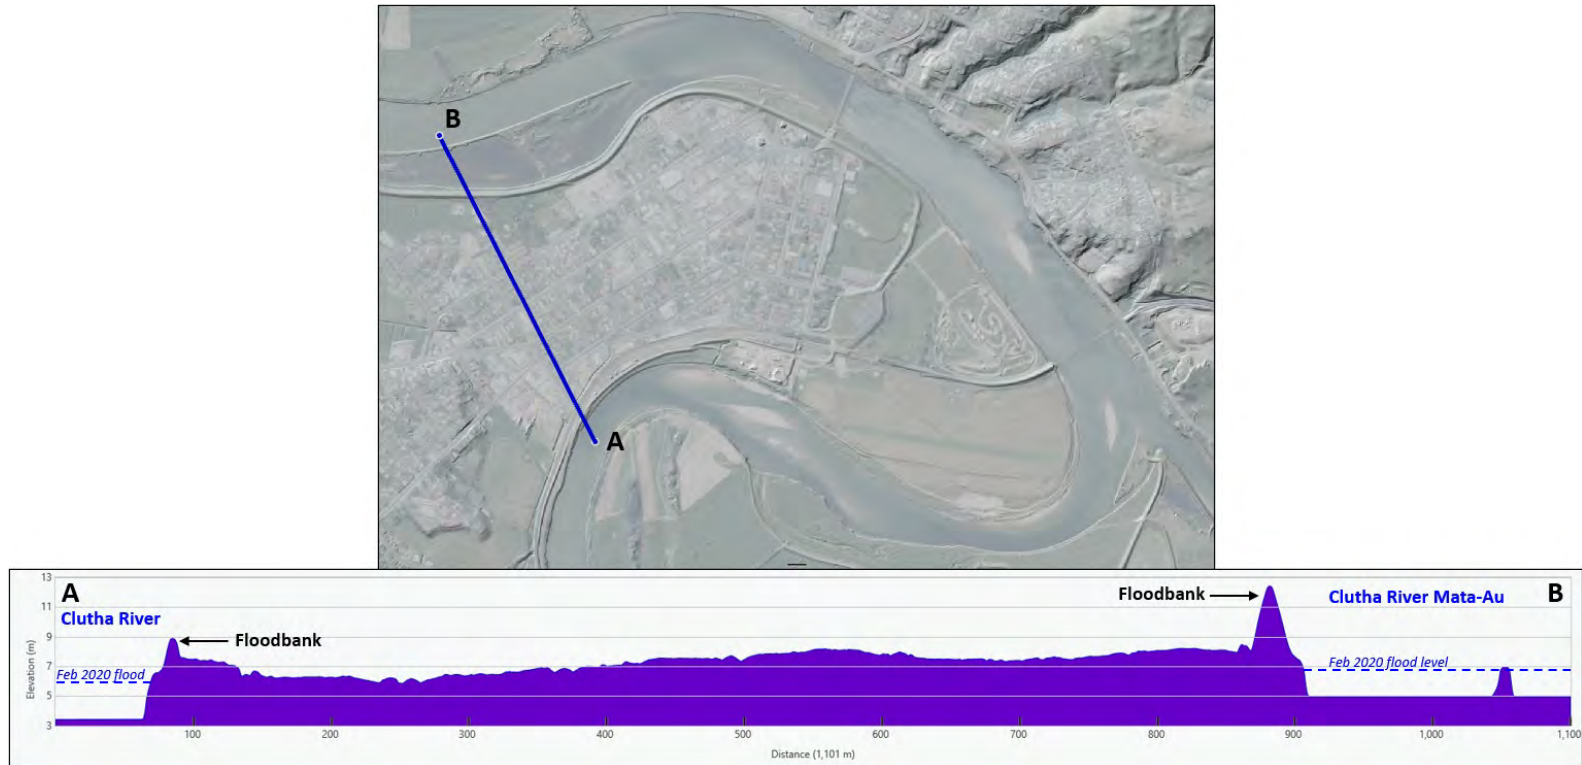 B
A
A
B
Clutha River
Floodbank
Floodbank
Clutha River Mata-Au
Feb 2020 flood
Feb 2020 flood level
Elevation (m)
13
11
9
7
5
3
100
200
300
400
500
600
700
800
900
1,000
1,100
Distance (1,101 m)